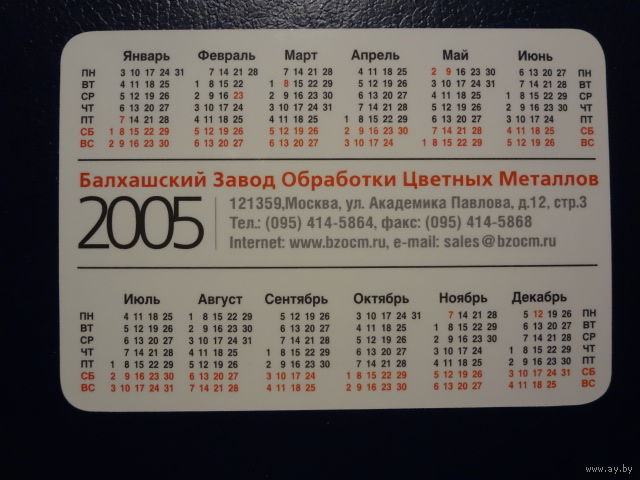 Январь Февраль Март Апрель Май Июнь
ПН 3 10 17 24 31 7 14 21 28 7 14 21 28 4 11 18 25 2 9 16 23 30 6 13 20 27 ПН
ВТ 4 11 18 25 1 8 15 22 1 8 15 22 29 5 12 19 26 3 10 17 24 31 7 14 21 28 ВТ
СР 5 12 19 26 2 9 16 23 2 9 16 23 30 6 13 20 27 4 11 18 25 1 8 15 22 29 СР
ЧТ 6 13 20 27 3 10 17 24 3 10 17 24 31 7 14 21 28 5 12 19 26 2 9 16 23 30 ЧТ
ПТ 7 14 21 28 4 11 18 25 4 11 18 25 1 8 15 22 29 6 13 20 27 3 10 17 24 ПТ
СБ 1 8 15 22 29 5 12 19 26 5 12 19 26 2 9 16 23 30 7 14 21 28 4 11 18 25 СБ
ВС 2 9 16 23 30 6 13 20 27 6 13 20 27 3 10 17 24 1 8 15 22 29 5 12 19 26 ВС
Балхашский Завод Обработки Цветных Металлов
2005
121359,Москва, ул. Академика Павлова, д.12, стр.3
Тел.: (095) 414-5864, факс: (095) 414-5868
Internet: www.bzocm.ru, e-mail: sales@bzocm.ru
Июль Август Сентябрь Октябрь Ноябрь Декабрь
ПН 4 11 18 25 1 8 15 22 29 5 12 19 26 3 10 17 24 31 7 14 21 28 5 12 19 26 ПН
ВТ 5 12 19 26 2 9 16 23 30 6 13 20 27 4 11 18 25 1 8 15 22 29 6 13 20 27 ВТ
СР 6 13 20 27 3 10 17 24 31 7 14 21 28 5 12 19 26 2 9 16 23 30 7 14 21 28 СР
ЧТ 7 14 21 28 4 11 18 25 1 8 15 22 29 6 13 20 27 3 10 17 24 1 8 15 22 29 ЧТ
ПТ 1 8 15 22 29 5 12 19 26 2 9 16 23 30 7 14 21 28 4 11 18 25 2 9 16 23 30 ПТ
СБ 2 9 16 23 30 6 13 20 27 3 10 17 24 1 8 15 22 29 5 12 19 26 3 10 17 24 31 СБ
ВС 3 10 17 24 31 7 14 21 28 4 11 18 25 2 9 16 23 30 6 13 20 27 4 11 18 25 ВС
www.ay.by